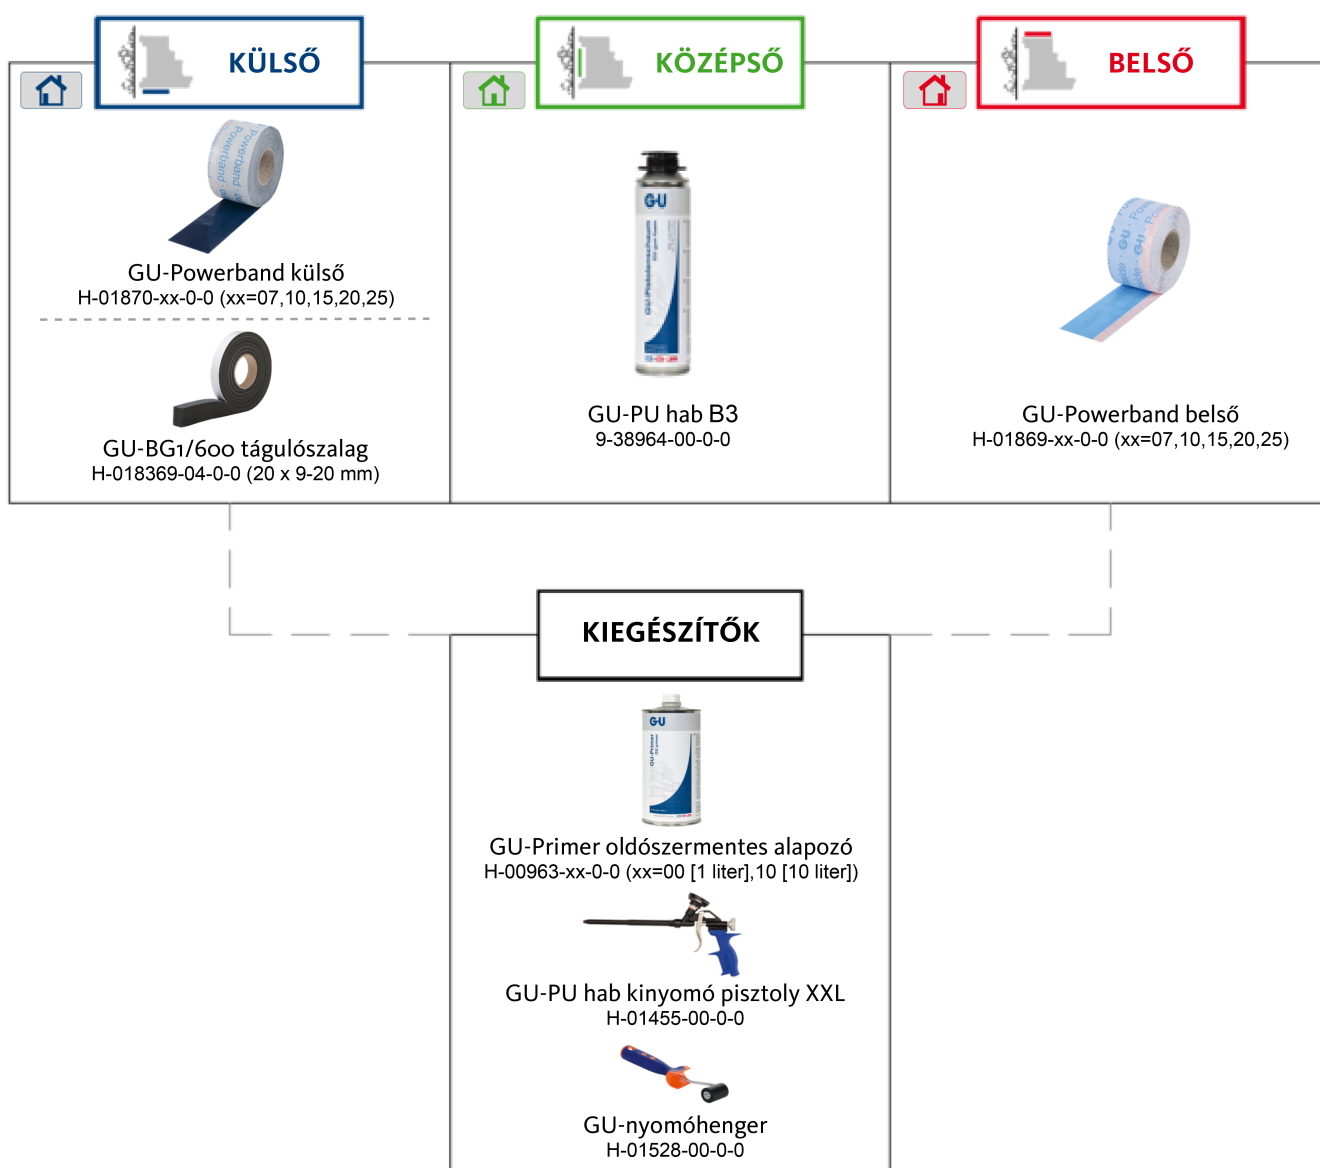 KÜLSŐ
GU-Powerband külső
H-01870-xx-0-0 (xx=07,10,15,20,25)
GU-BG1/600 tágulószalag
H-018369-04-0-0 (20 x 9-20 mm)
KÖZÉPSŐ
G-U
GU-PU hab B3
9-38964-00-0-0
BELSŐ
GU-Powerband belső
H-01869-xx-0-0 (xx=07,10,15,20,25)
KIEGÉSZÍTŐK
G-U
GU-Primer
GU-Primer oldószermentes alapozó
H-00963-xx-0-0 (xx=00 [1 liter],10 [10 liter])
GU-PU hab kinyomó pisztoly XXL
H-01455-00-0-0
GU-nyomóhenger
H-01528-00-0-0